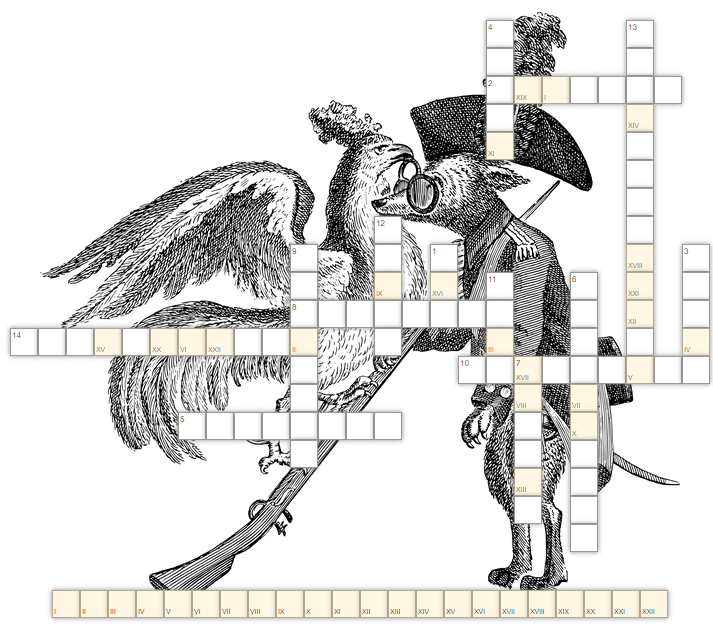 4 13
2 XIX I
XIV
XI
12
9 1 3
XVIII
IX XVI 11 6 XXI
8 XII
14 XV XX VI XXII II III IV
10 7 XVII V
VIII VII
5 X
XIII
I II III IV V VI VII VIII IX X XI XII XIII XIV XV XVI XVII XVIII XIX XX XXI XXII